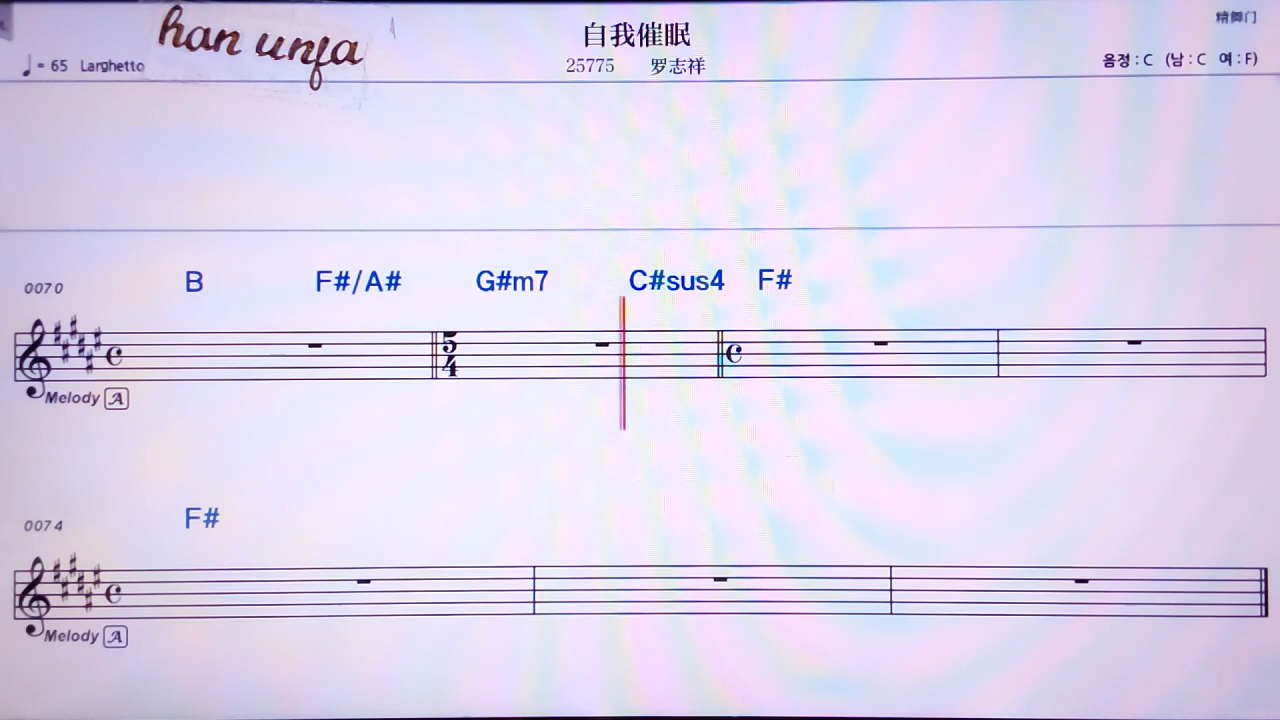 han unfa
自我催眠
精舞门
♩= 65 Larghetto
25775 罗志祥
음정 : C (남 : C 여 : F)
B F#/A# G#m7 C#sus4 F#
0070
5
4
Melody A
F#
0074
Melody A